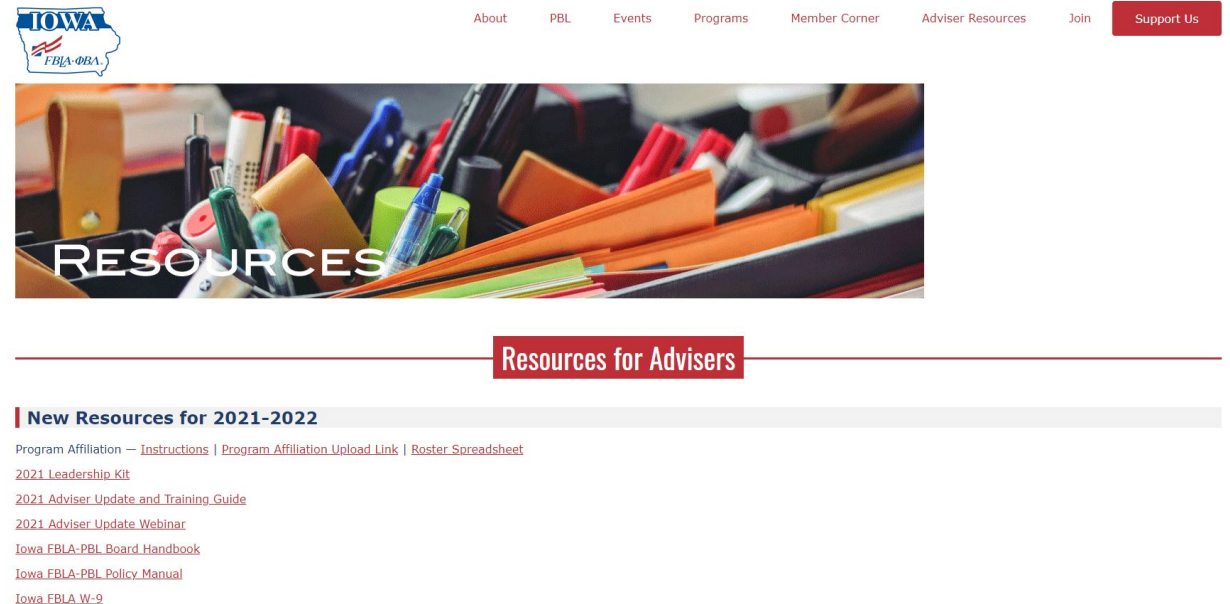 IOWA
FBLA-ΦBΛ
About PBL Events Programs Member Corner Adviser Resources Join Support Us
RESOURCES
Resources for Advisers
New Resources for 2021-2022
Program Affiliation — Instructions | Program Affiliation Upload Link | Roster Spreadsheet
2021 Leadership Kit
2021 Adviser Update and Training Guide
2021 Adviser Update Webinar
Iowa FBLA-PBL Board Handbook
Iowa FBLA-PBL Policy Manual
Iowa FBLA W-9